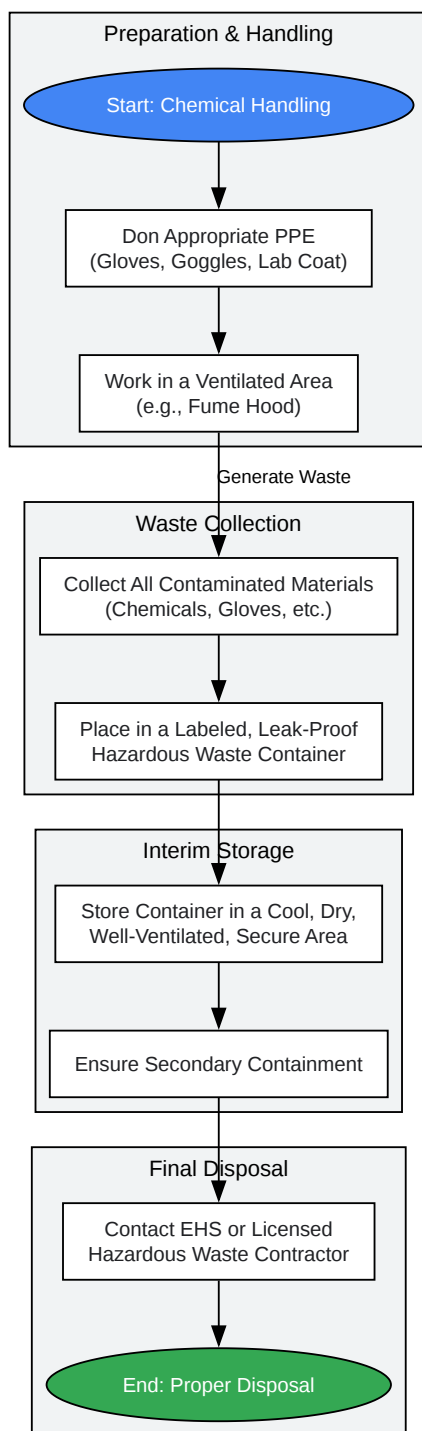 Preparation & Handling
Start: Chemical Handling
Don Appropriate PPE
(Gloves, Goggles, Lab Coat)
Work in a Ventilated Area
(e.g., Fume Hood)
Generate Waste
Waste Collection
Collect All Contaminated Materials
(Chemicals, Gloves, etc.)
Place in a Labeled, Leak-Proof
Hazardous Waste Container
Interim Storage
Store Container in a Cool, Dry,
Well-Ventilated, Secure Area
Ensure Secondary Containment
Final Disposal
Contact EHS or Licensed
Hazardous Waste Contractor
End: Proper Disposal